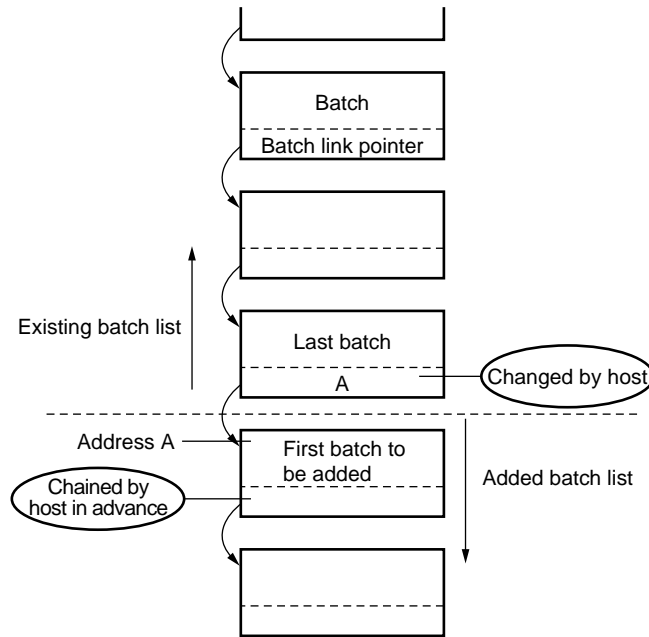 Batch
Batch link pointer
Existing batch list
Last batch
A
Changed by host
Address A
First batch to
be added
Chained by
host in advance
Added batch list